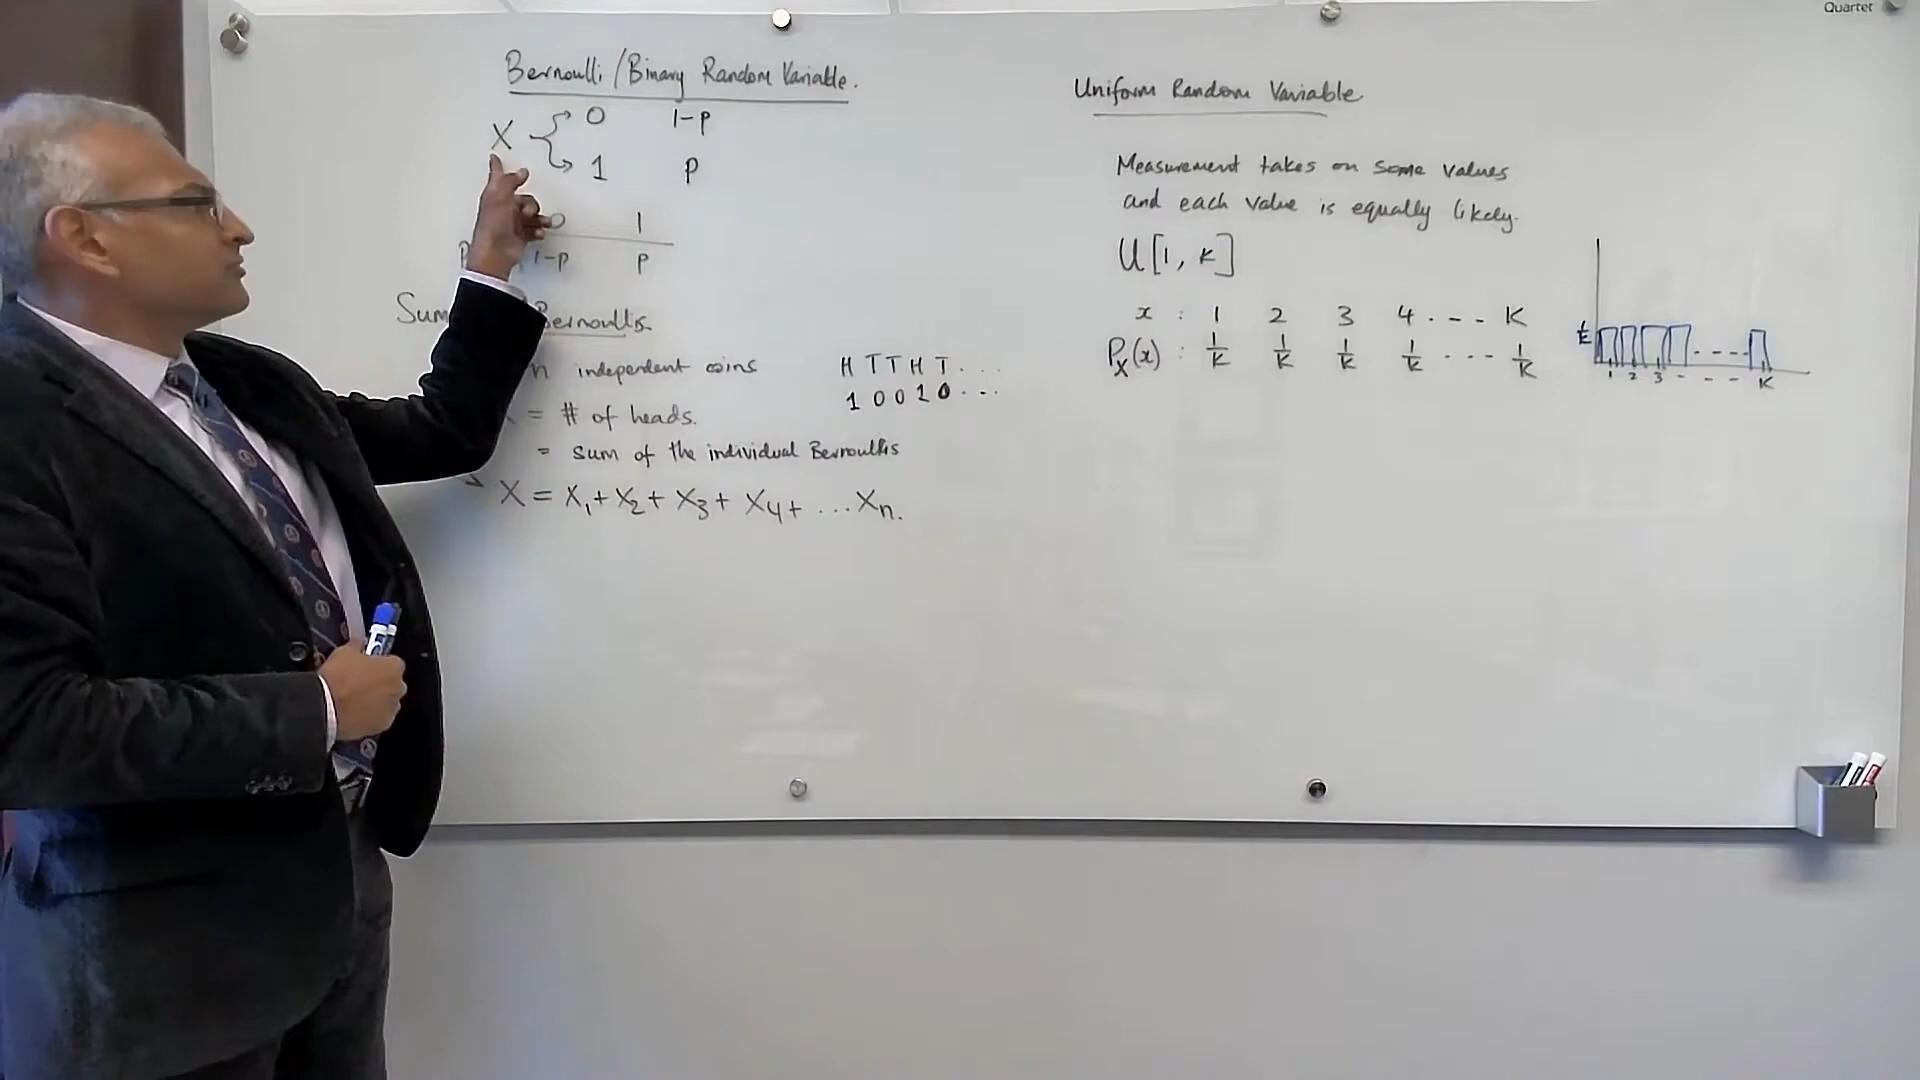 Quartet
Bernoulli/Binary Random Variable.
X 0 1-p
1 p
0 1
P 1-p p
Sum Bernoullis.
n independent coins
H T T H T . . .
1 0 0 1 0 . . .
= # of heads.
= sum of the individual Bernoullis
X = X1 + X2 + X3 + X4 + ... Xn.
Uniform Random Variable
Measurement takes on some values
and each value is equally likely.
U[1, K]
x : 1 2 3 4 . - - - K
PX(x) : 1/K 1/K 1/K 1/K - - - 1/K
1/K
1 2 3 - - - - K